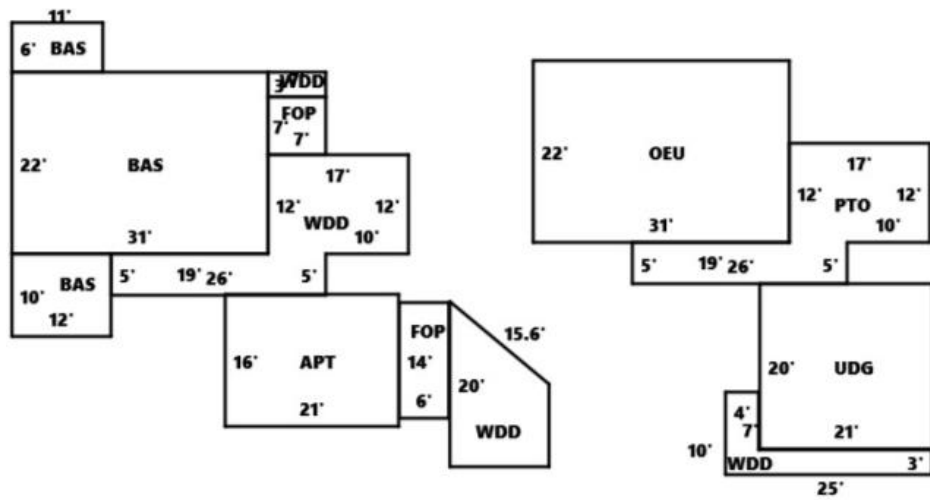 11'
6' BAS
3' 7' WDD
FOP
7'
7'
22' BAS
31'
17'
12' 12'
WDD
10'
10' BAS
12'
5' 19' 26' 5'
16' APT
21'
FOP
14'
6'
15.6'
20'
WDD
22' OEU
31'
17'
12' 12'
PTO
10'
5' 19' 26' 5'
20' UDG
21'
4'
7'
10'
WDD 3'
25'